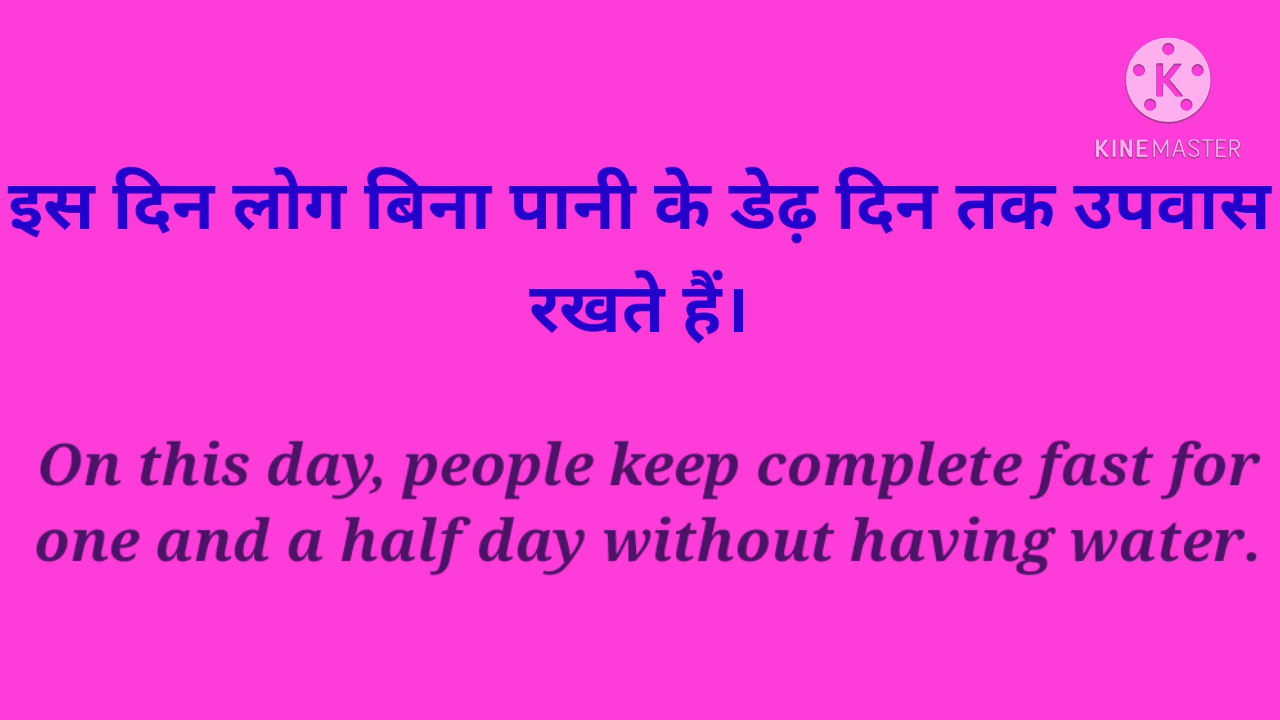 K
KINEMASTER
इस दिन लोग बिना पानी के डेढ़ दिन तक उपवास
रखते हैं।
On this day, people keep complete fast for
one and a half day without having water.